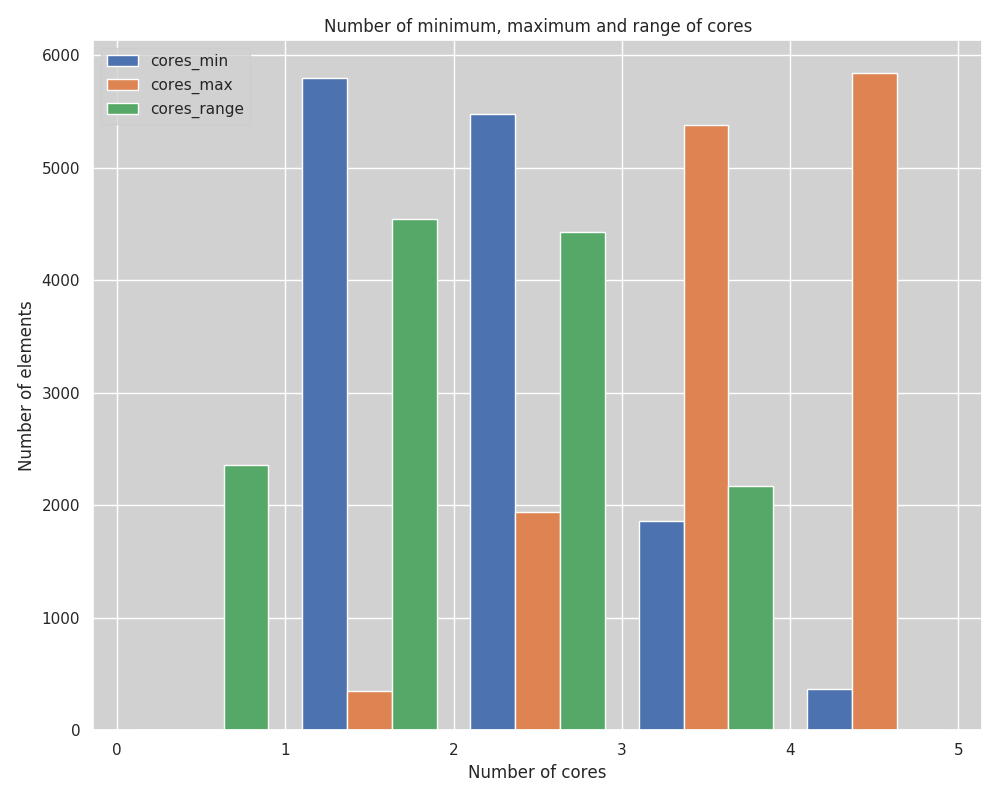 Number of minimum, maximum and range of cores
cores_min
cores_max
cores_range
6000
5000
4000
3000
2000
1000
0
Number of elements
0 1 2 3 4 5
Number of cores